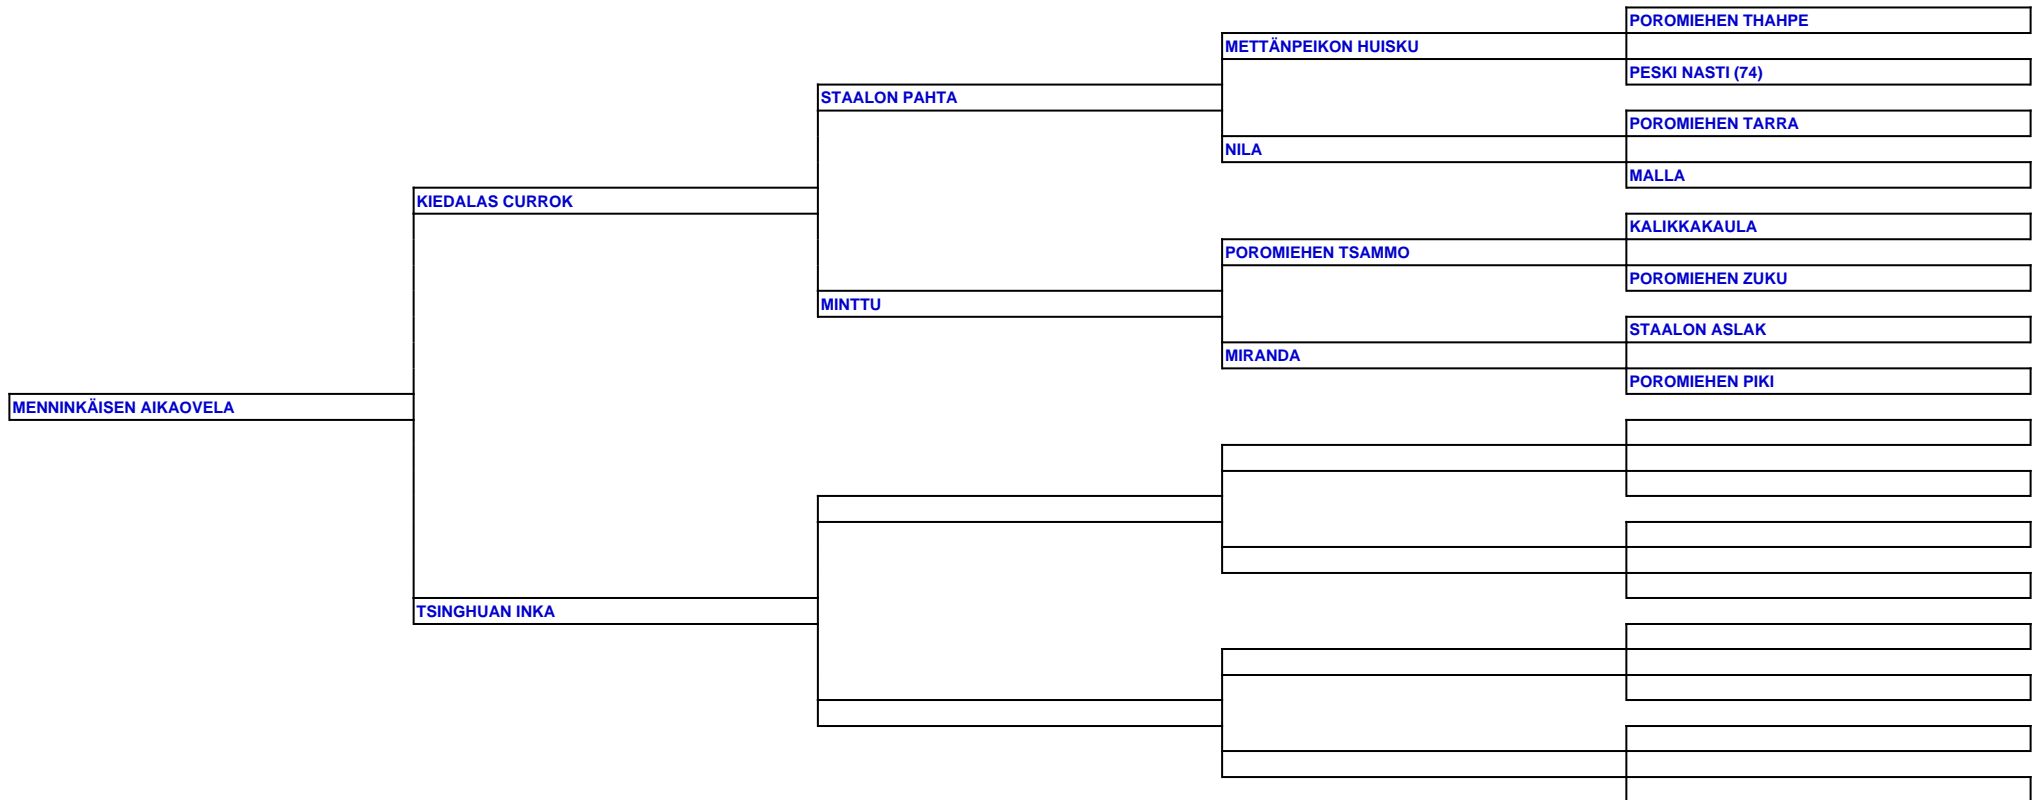 POROMIEHEN THAHPE
METTÄNPEIKON HUISKU
PESKI NASTI (74)
STAALON PAHTA
POROMIEHEN TARRA
NILA
MALLA
KIEDALAS CURROK
KALIKKAKAULA
POROMIEHEN TSAMMO
POROMIEHEN ZUKU
MINTTU
STAALON ASLAK
MIRANDA
POROMIEHEN PIKI
MENNINKÄISEN AIKAOVELA
TSINGHUAN INKA